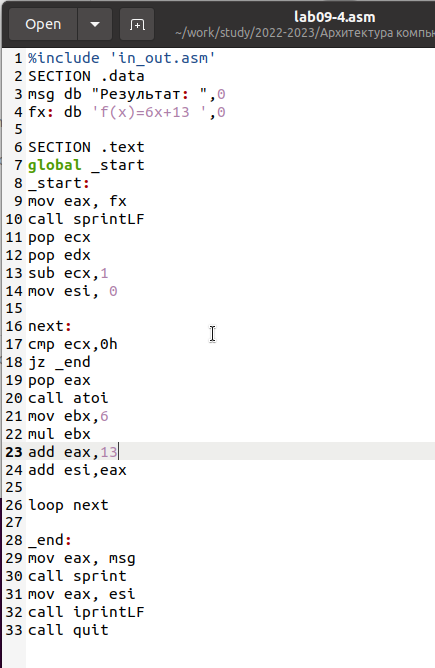 Open
lab09-4.asm
~/work/study/2022-2023/Архитектура компь
1 %include 'in_out.asm'
2 SECTION .data
3 msg db "Результат: ",0
4 fx: db 'f(x)=6x+13 ',0
5
6 SECTION .text
7 global _start
8 _start:
9 mov eax, fx
10 call sprintLF
11 pop ecx
12 pop edx
13 sub ecx,1
14 mov esi, 0
15
16 next:
17 cmp ecx,0h
18 jz _end
19 pop eax
20 call atoi
21 mov ebx,6
22 mul ebx
23 add eax,13
24 add esi,eax
25
26 loop next
27
28 _end:
29 mov eax, msg
30 call sprint
31 mov eax, esi
32 call iprintLF
33 call quit